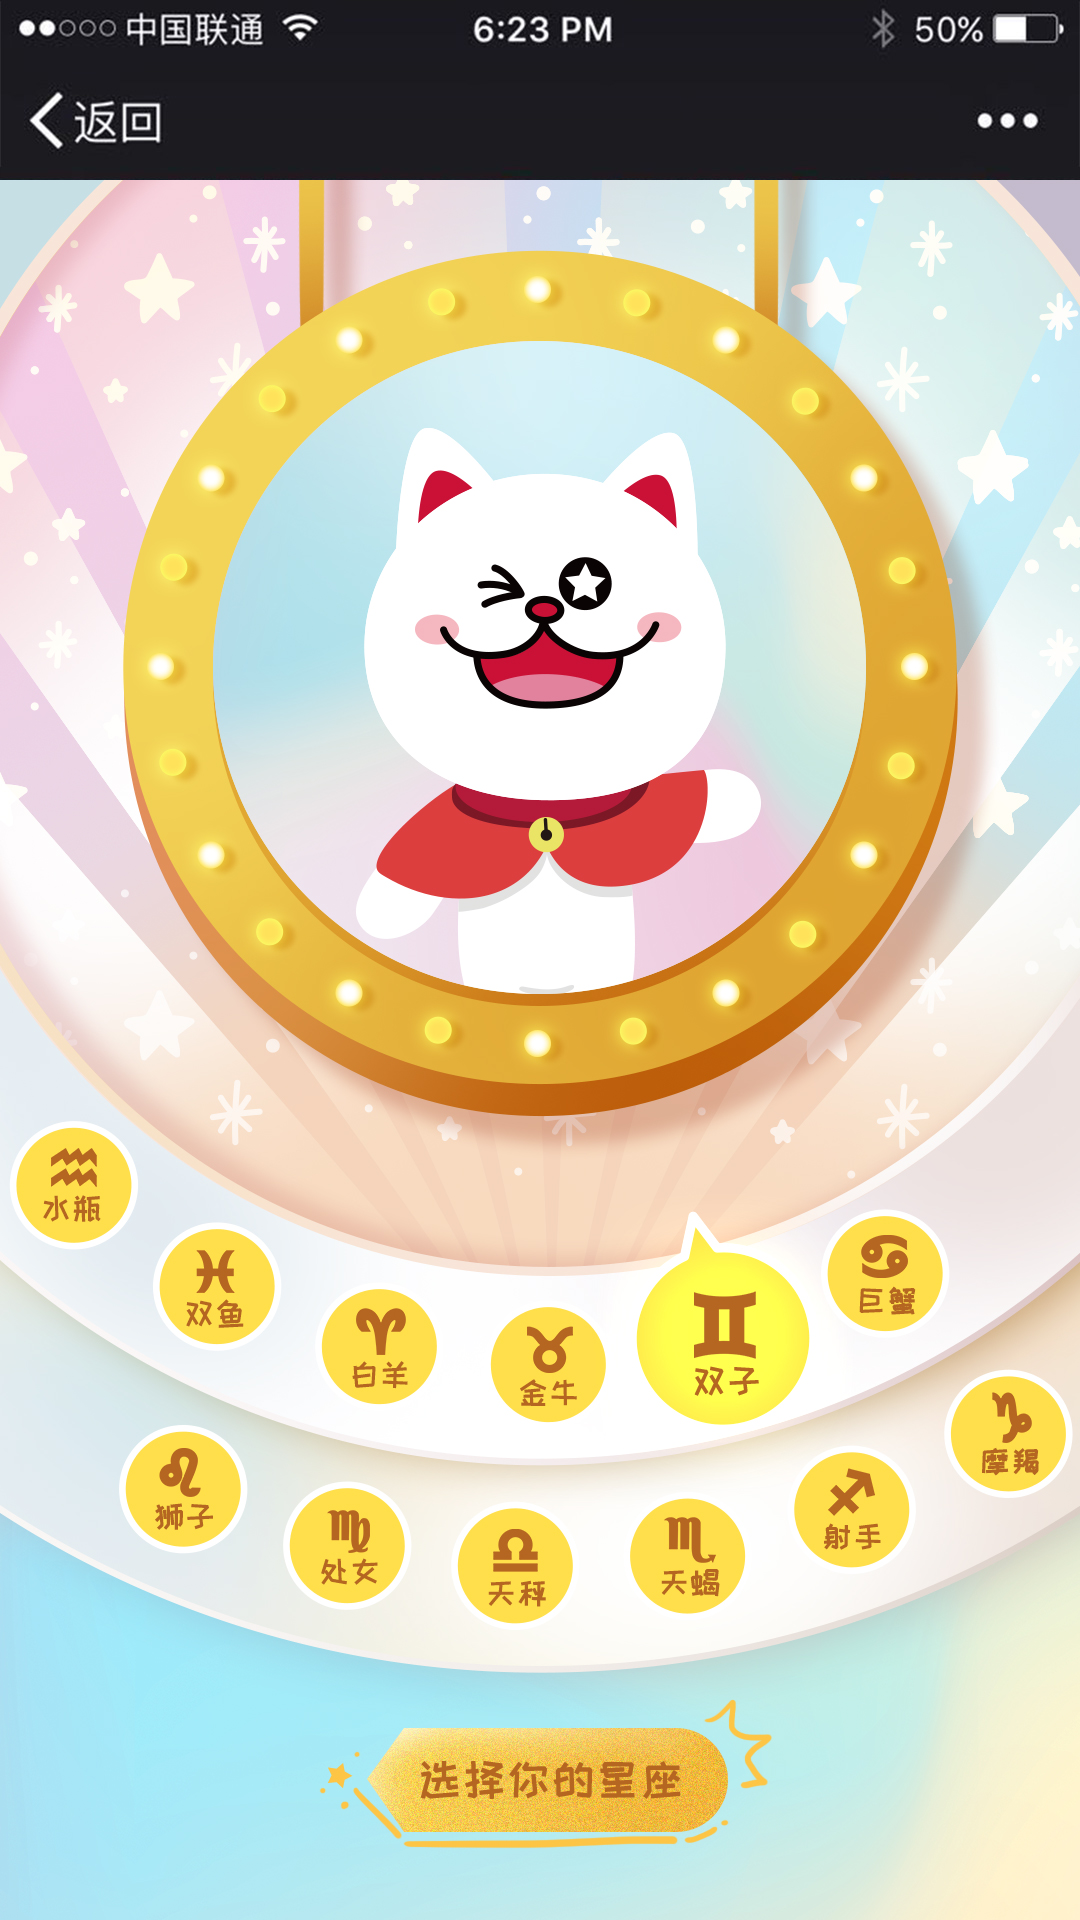 中国联通 6:23 PM 50%
返回
水瓶
双鱼
白羊
金牛
双子
巨蟹
狮子
处女
天秤
天蝎
射手
摩羯
选择你的星座